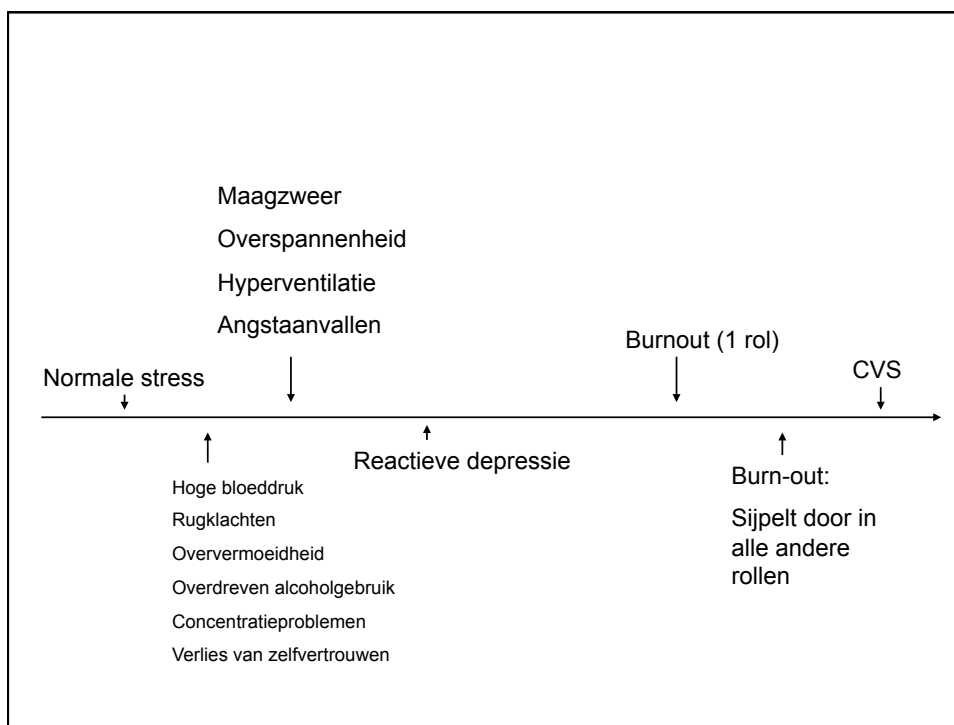 Maagzweer
Overspannenheid
Hyperventilatie
Angstaanvallen
Burnout (1 rol)
CVS
Normale stress
Reactieve depressie
Hoge bloeddruk
Rugklachten
Oververmoeidheid
Overdreven alcoholgebruik
Concentratieproblemen
Verlies van zelfvertrouwen
Burn-out:
Sijpelt door in
alle andere
rollen